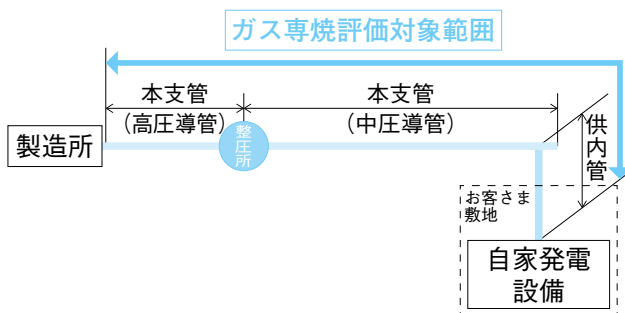 ガス専焼評価対象範囲
本支管
(高圧導管)
本支管
(中圧導管)
製造所
整圧所
供内管
お客さま
敷地
自家発電
設備